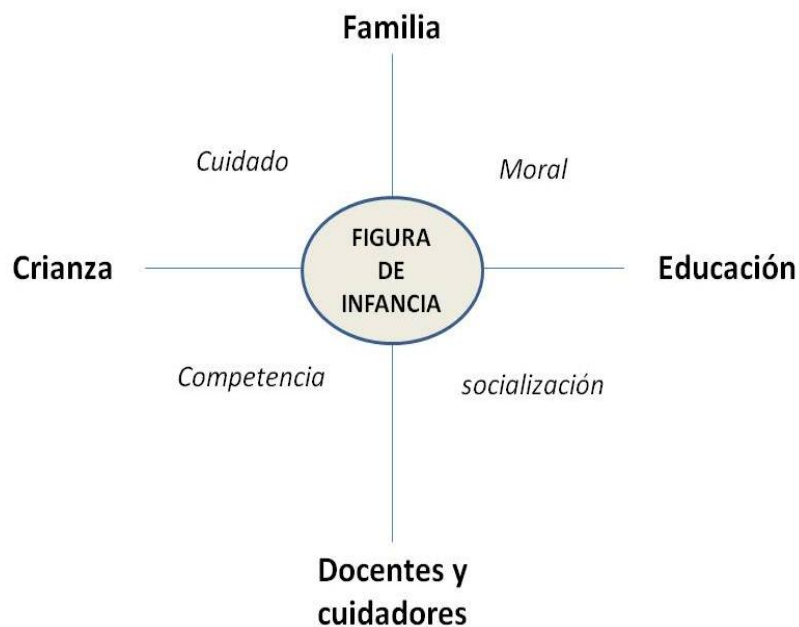 Familia
Cuidado
Moral
Crianza
FIGURA
DE
INFANCIA
Educación
Competencia
socialización
Docentes y
cuidadores